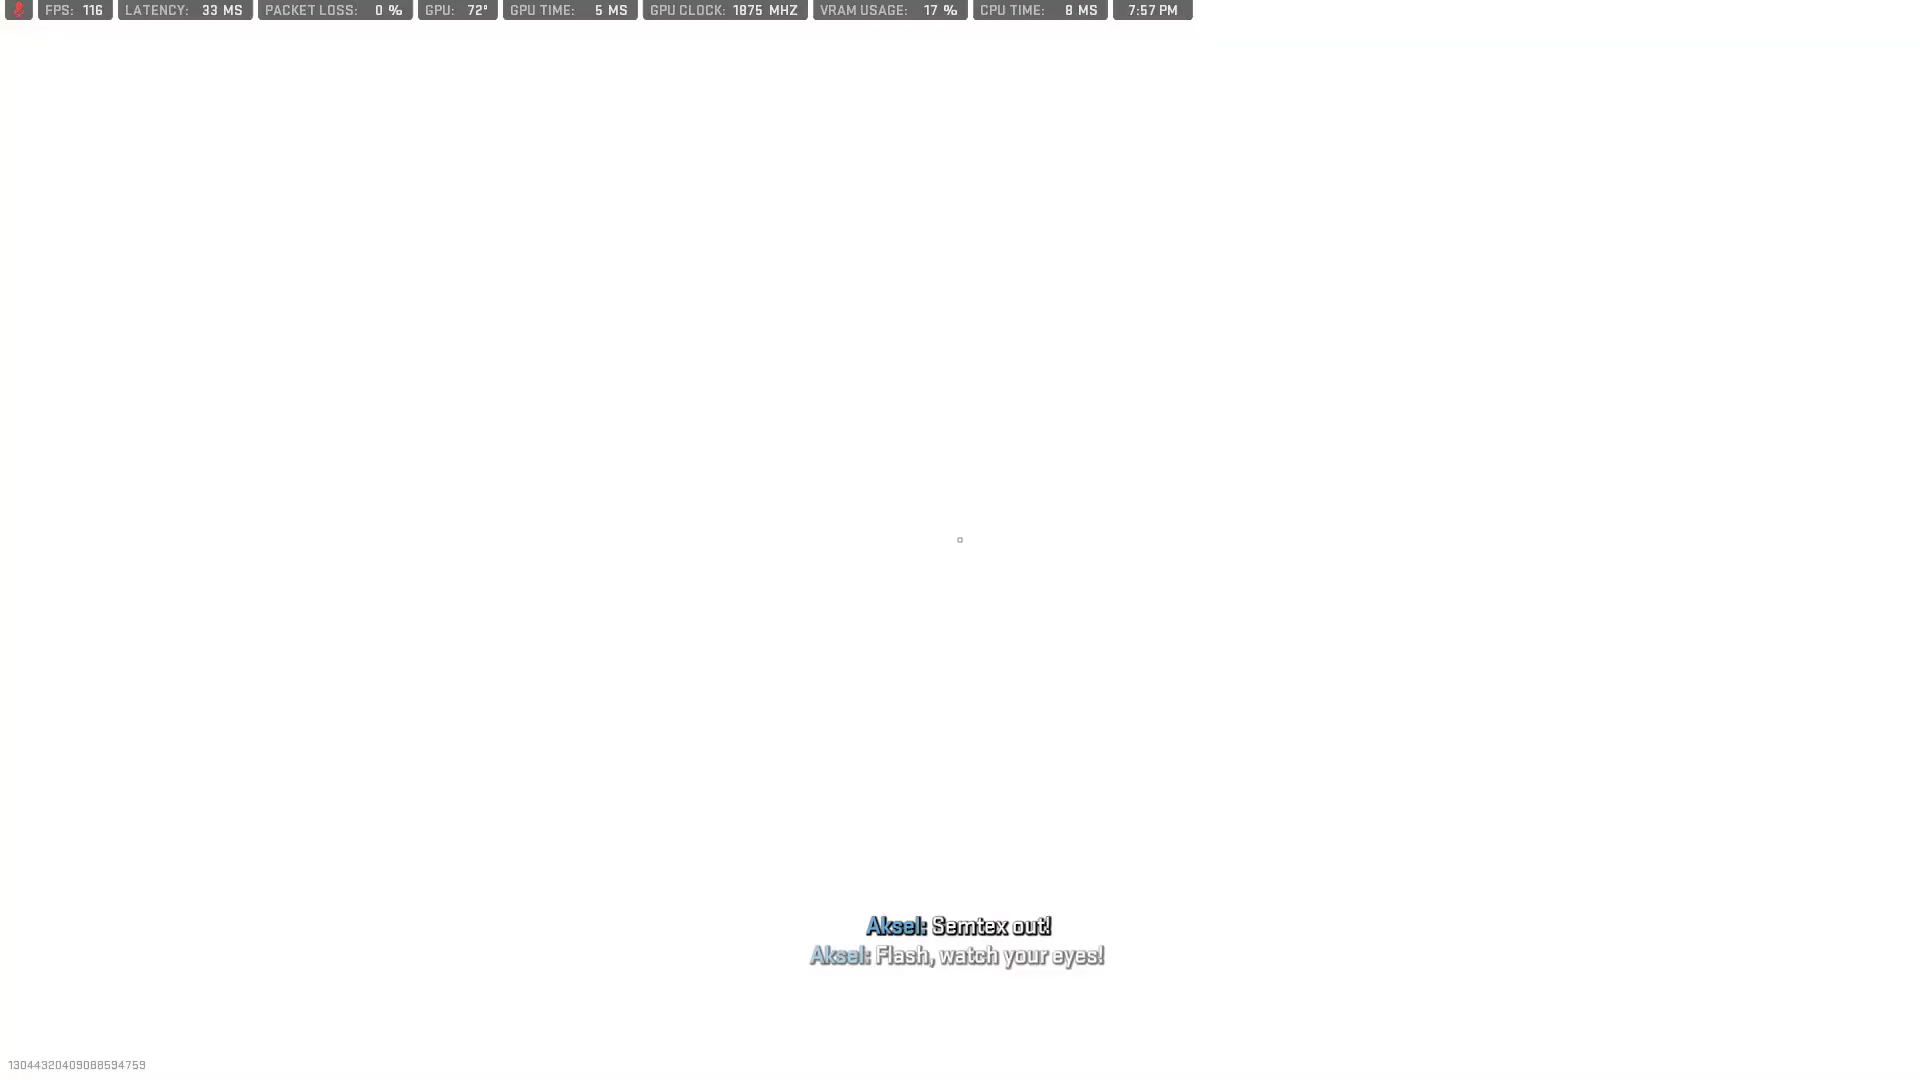 FPS: 116 LATENCY: 33 MS PACKET LOSS: 0 % GPU: 72° GPU TIME: 5 MS GPU CLOCK: 1875 MHZ VRAM USAGE: 17 % CPU TIME: 8 MS 7:57 PM
Aksel: Semtex out!
Aksel: Flash, watch your eyes!
13044320409088594759